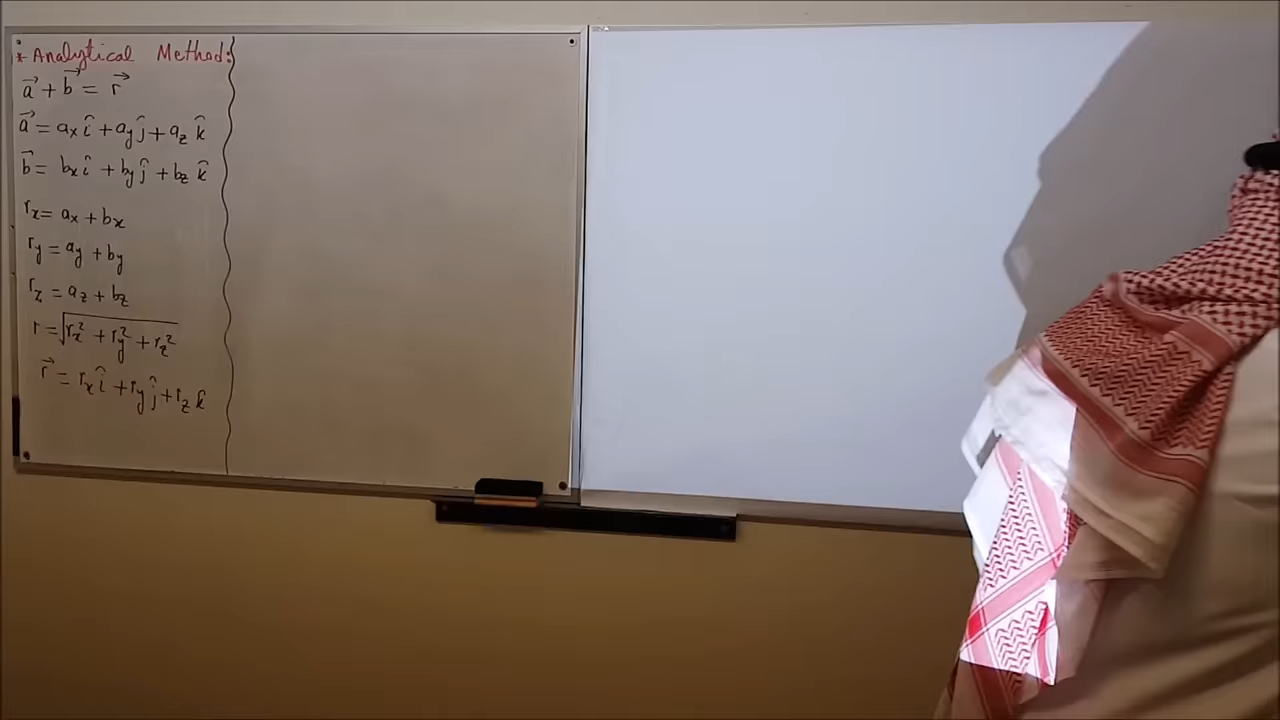 * Analytical Method:
a⃗ + b⃗ = r⃗
a⃗ = aₓ î + a_y ĵ + a_z k̂
b⃗ = bₓ î + b_y ĵ + b_z k̂
rₓ = aₓ + bₓ
r_y = a_y + b_y
r_z = a_z + b_z
r = √(rₓ² + r_y² + r_z²)
r⃗ = rₓ î + r_y ĵ + r_z k̂